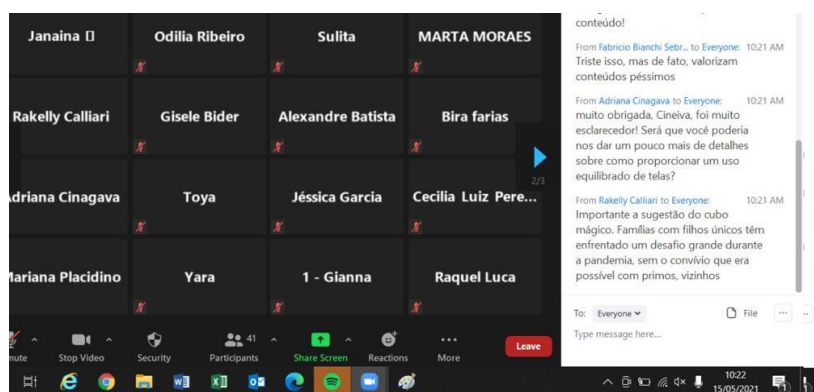 Janaina
Odilia Ribeiro
Sulita
MARTA MORAES
Rakelly Calliari
Gisele Bider
Alexandre Batista
Bira farias
2/3
driana Cinagava
Toya
Jéssica Garcia
Cecilia Luiz Pere...
Mariana Placidino
Yara
1 - Gianna
Raquel Luca
mute
Stop Video
Security
41
Participants
Share Screen
Reactions
More
Leave
conteúdo!
From Fabricio Bianchi Sebr... to Everyone: 10:21 AM
Triste isso, mas de fato, valorizam
conteúdos péssimos
From Adriana Cinagava to Everyone: 10:21 AM
muito obrigada, Cineiva, foi muito
esclarecedor! Será que você poderia
nos dar um pouco mais de detalhes
sobre como proporcionar um uso
equilibrado de telas?
From Rakelly Calliari to Everyone: 10:21 AM
Importante a sugestão do cubo
mágico. Famílias com filhos únicos têm
enfrentado um desafio grande durante
a pandemia, sem o convívio que era
possível com primos, vizinhos
To: Everyone
File
...
Type message here...
10:22
15/05/2021